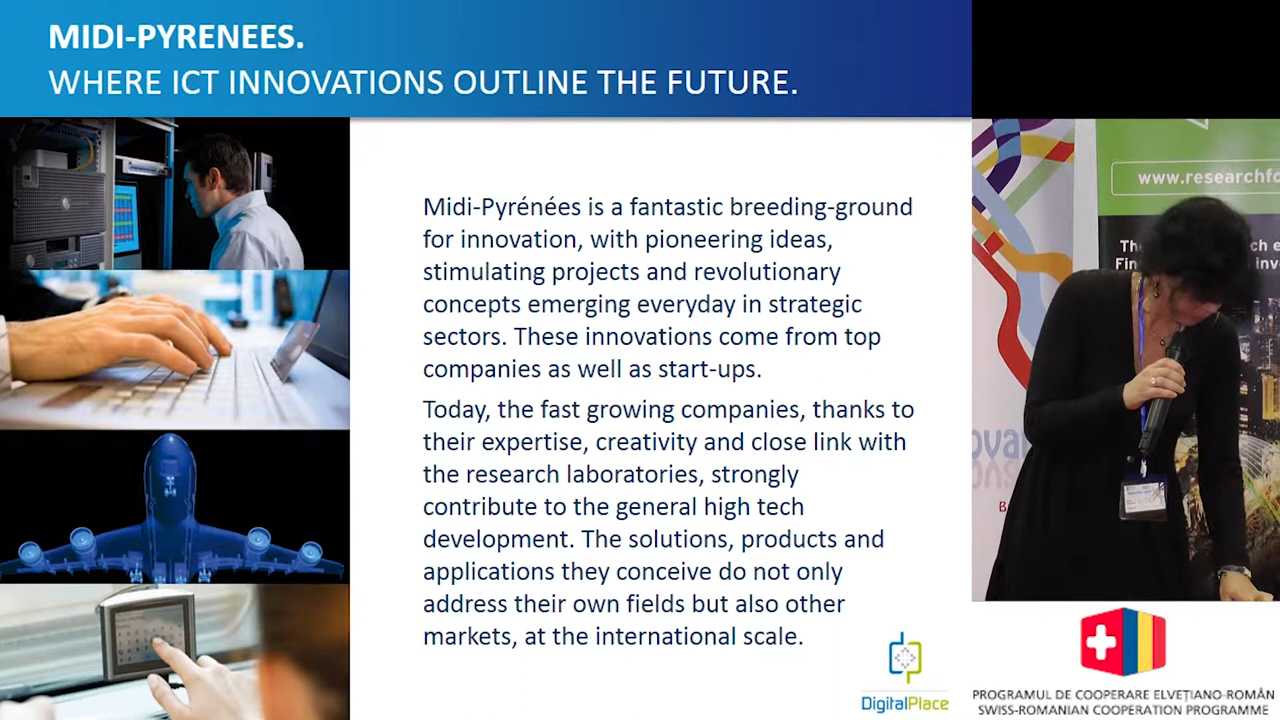 MIDI-PYRENEES.
WHERE ICT INNOVATIONS OUTLINE THE FUTURE.
Midi-Pyrénées is a fantastic breeding-ground
for innovation, with pioneering ideas,
stimulating projects and revolutionary
concepts emerging everyday in strategic
sectors. These innovations come from top
companies as well as start-ups.
Today, the fast growing companies, thanks to
their expertise, creativity and close link with
the research laboratories, strongly
contribute to the general high tech
development. The solutions, products and
applications they conceive do not only
address their own fields but also other
markets, at the international scale.
DigitalPlace
www.researchfo
PROGRAMUL DE COOPERARE ELVEȚIANO-ROMÂN
SWISS-ROMANIAN COOPERATION PROGRAMME